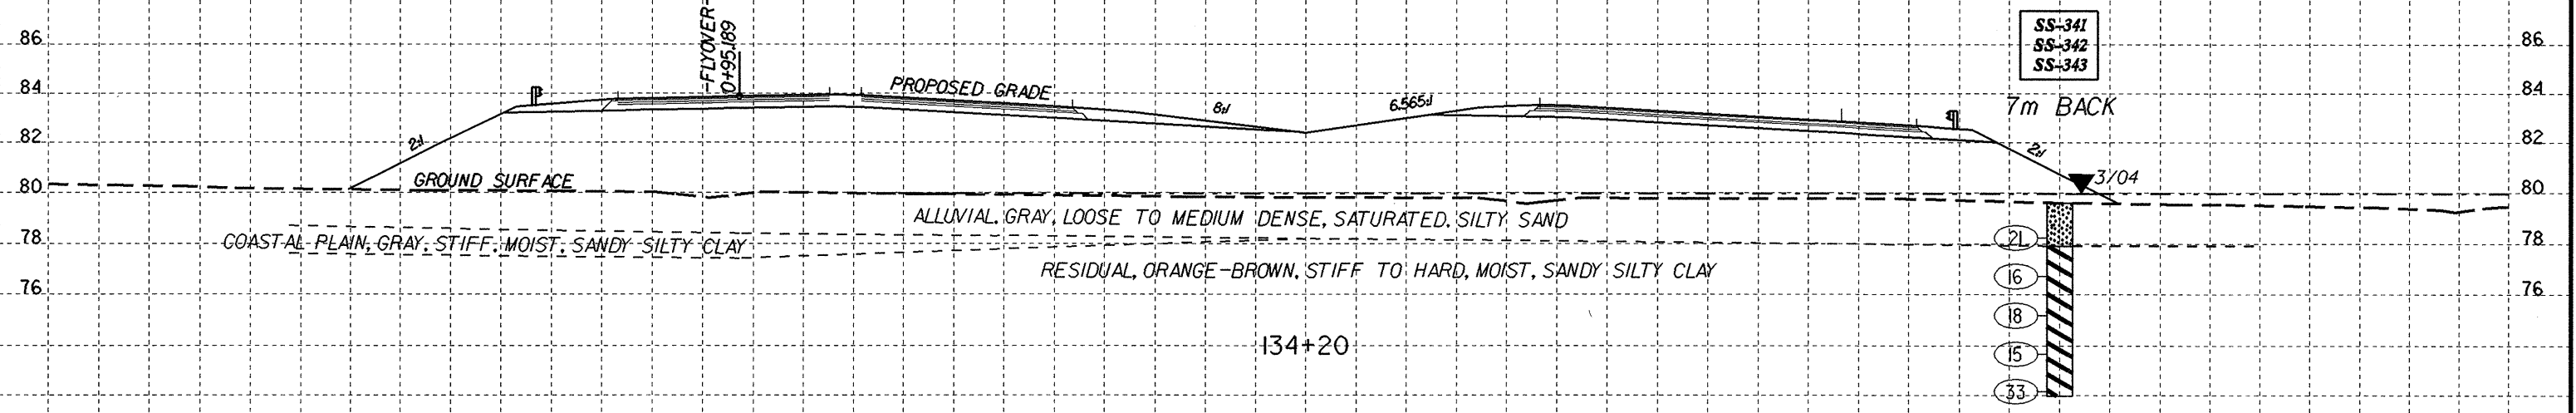 -FLYOVER-
0+95.189
SS-341
SS-342
SS-343
7m BACK
86
86
84
84
82
82
80
80
78
78
76
76
PROPOSED GRADE
2:1
8:1
6.565:1
2:1
3/04
GROUND SURFACE
ALLUVIAL, GRAY, LOOSE TO MEDIUM DENSE, SATURATED, SILTY SAND
COASTAL PLAIN, GRAY, STIFF, MOIST, SANDY SILTY CLAY
RESIDUAL, ORANGE-BROWN, STIFF TO HARD, MOIST, SANDY SILTY CLAY
2L
16
18
15
33
134+20